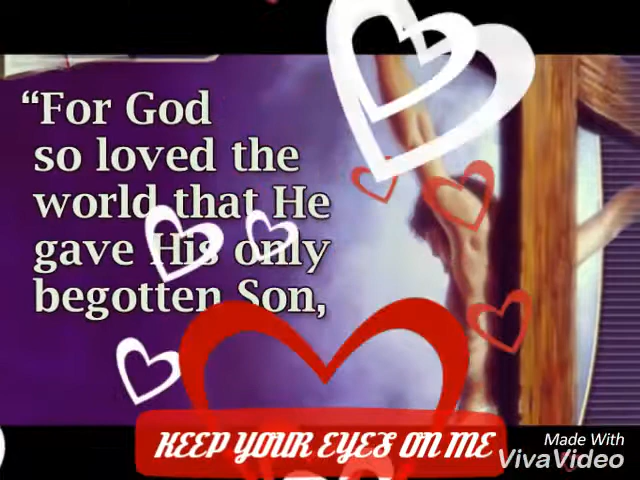 “For God
so loved the
world that He
gave His only
begotten Son,
KEEP YOUR EYES ON ME
Made With
VivaVideo